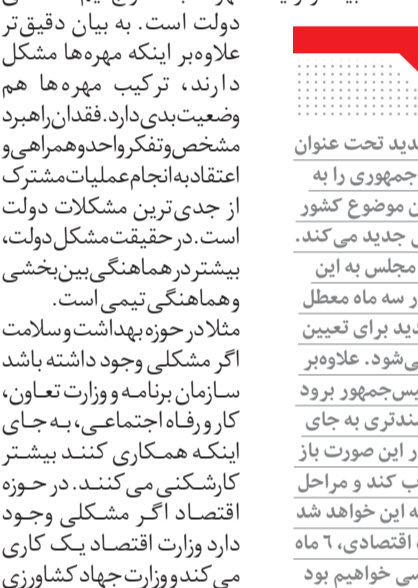 دولت است. به بیان دقیق‌تر
علاوه‌بر اینکه مهره‌ها مشکل
دارند، ترکیب مهره‌ها هم
وضعیت بدی دارد. فقدان راهبرد
مشخص و تفکر واحد و همراهی و
اعتقاد به انجام عملیات مشترک
از جدی‌ترین مشکلات دولت
است. در حقیقت مشکل دولت،
بیشتر در هماهنگی بین‌بخشی
و هماهنگی تیمی است.
مثلا در حوزه بهداشت و سلامت
اگر مشکلی وجود داشته باشد
سازمان برنامه و وزارت تعاون،
کار و رفاه اجتماعی، به جای
اینکه همکاری کنند بیشتر
کارشکنی می‌کنند. در حوزه
اقتصاد اگر مشکلی وجود
دارد وزارت اقتصاد یک کاری
می‌کند و وزارت جهاد کشاورزی
تحت عنوان
جمهوری را به
موضوع کشور
جدید می‌کند.
مجلس به این
سه ماه معطل
برای تعیین
می‌شود. علاوه‌بر
برود
به جای
این صورت باز
کند و مراحل
این خواهد شد
اقتصادی، ۶ ماه
خواهیم بود